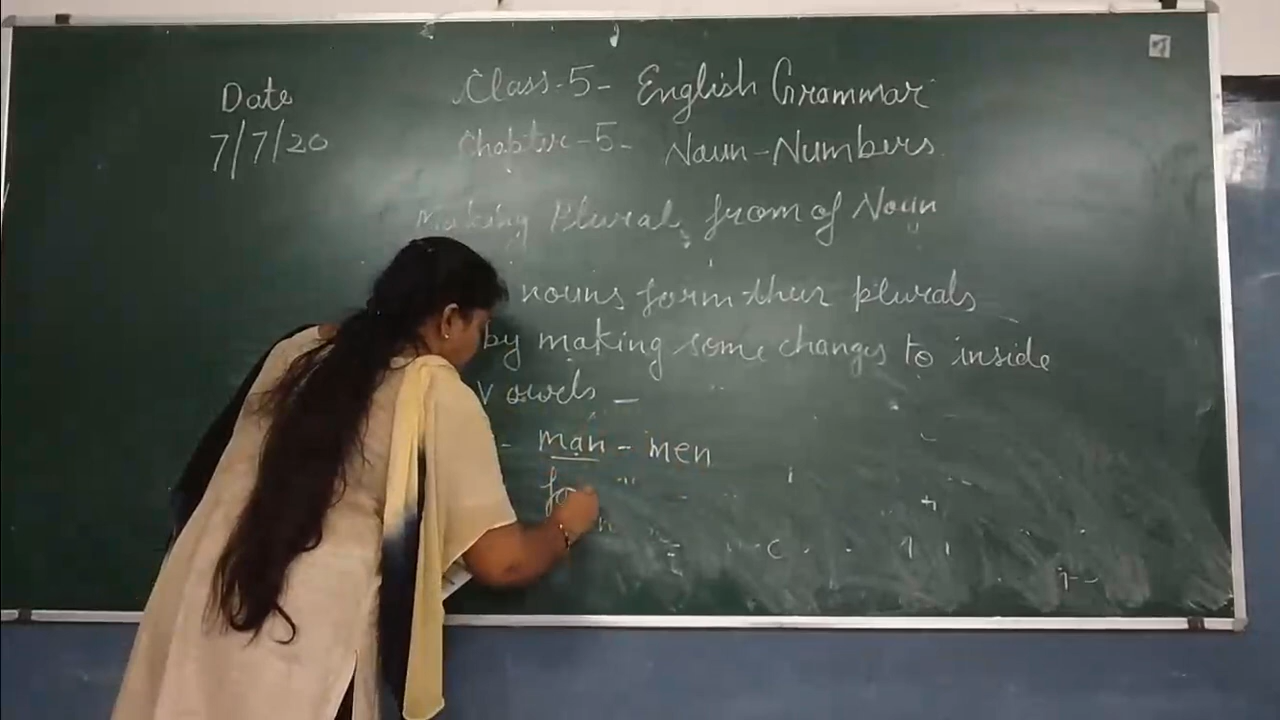 Date
7/7/20
Class-5- English Grammar
Chapter-5- Noun-Numbers
Making Plural from of Noun
nouns form their plurals
by making some changes to inside
Vowels -
- man - men
fo